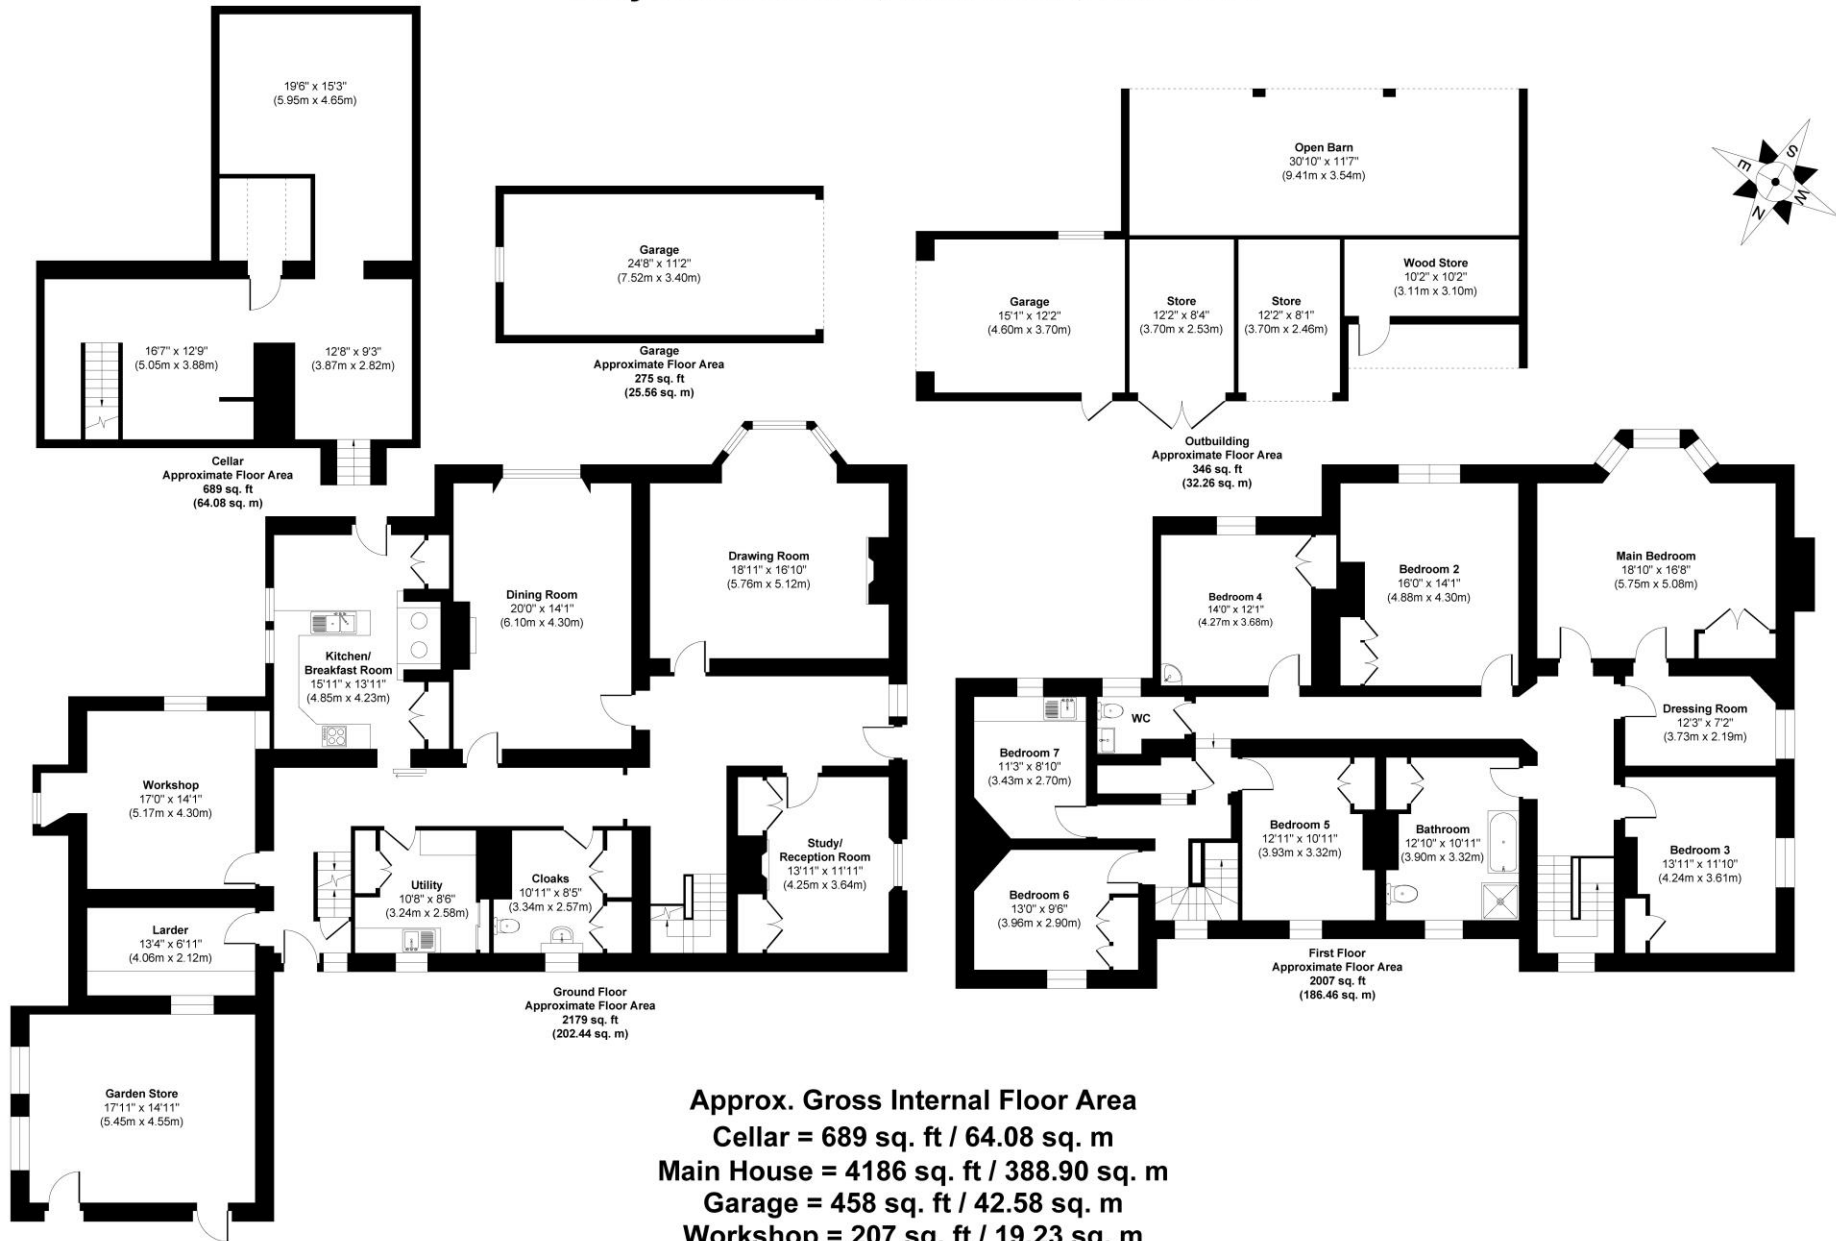 19'6" x 15'3"
(5.95m x 4.65m)
16'7" x 12'9"
(5.05m x 3.88m)
12'8" x 9'3"
(3.87m x 2.82m)
Cellar
Approximate Floor Area
689 sq. ft
(64.08 sq. m)
Garage
24'8" x 11'2"
(7.52m x 3.40m)
Garage
Approximate Floor Area
275 sq. ft
(25.56 sq. m)
Open Barn
30'10" x 11'7"
(9.41m x 3.54m)
Garage
15'1" x 12'2"
(4.60m x 3.70m)
Store
12'2" x 8'4"
(3.70m x 2.53m)
Store
12'2" x 8'1"
(3.70m x 2.46m)
Wood Store
10'2" x 10'2"
(3.11m x 3.10m)
Outbuilding
Approximate Floor Area
346 sq. ft
(32.26 sq. m)
S
E
W
N
Drawing Room
18'11" x 16'10"
(5.76m x 5.12m)
Dining Room
20'0" x 14'1"
(6.10m x 4.30m)
Kitchen/
Breakfast Room
15'11" x 13'11"
(4.85m x 4.23m)
Workshop
17'0" x 14'1"
(5.17m x 4.30m)
Utility
10'8" x 8'6"
(3.24m x 2.58m)
Cloaks
10'11" x 8'5"
(3.34m x 2.57m)
Study/
Reception Room
13'11" x 11'11"
(4.25m x 3.64m)
Larder
13'4" x 6'11"
(4.06m x 2.12m)
Garden Store
17'11" x 14'11"
(5.45m x 4.55m)
Ground Floor
Approximate Floor Area
2179 sq. ft
(202.44 sq. m)
Main Bedroom
18'10" x 16'8"
(5.75m x 5.08m)
Bedroom 2
16'0" x 14'1"
(4.88m x 4.30m)
Bedroom 4
14'0" x 12'1"
(4.27m x 3.68m)
WC
Dressing Room
12'3" x 7'2"
(3.73m x 2.19m)
Bedroom 7
11'3" x 8'10"
(3.43m x 2.70m)
Bedroom 5
12'11" x 10'11"
(3.93m x 3.32m)
Bathroom
12'10" x 10'11"
(3.90m x 3.32m)
Bedroom 3
13'11" x 11'10"
(4.24m x 3.61m)
Bedroom 6
13'0" x 9'6"
(3.96m x 2.90m)
First Floor
Approximate Floor Area
2007 sq. ft
(186.46 sq. m)
Approx. Gross Internal Floor Area
Cellar = 689 sq. ft / 64.08 sq. m
Main House = 4186 sq. ft / 388.90 sq. m
Garage = 458 sq. ft / 42.58 sq. m
Workshop = 207 sq. ft / 19.23 sq. m